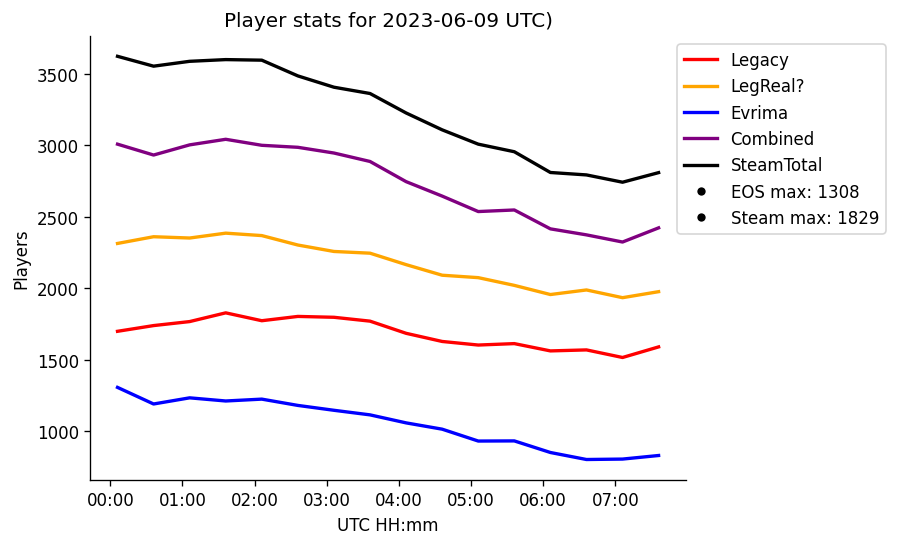 Player stats for 2023-06-09 UTC)
Legacy
LegReal?
Evrima
Combined
SteamTotal
EOS max: 1308
Steam max: 1829
Players
3500
3000
2500
2000
1500
1000
00:00 01:00 02:00 03:00 04:00 05:00 06:00 07:00
UTC HH:mm